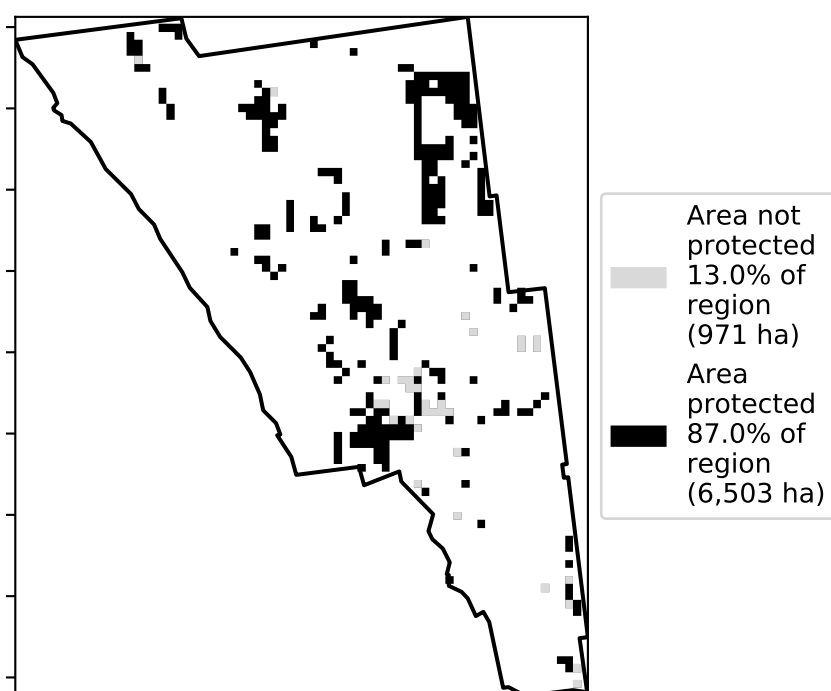 Area not
protected
13.0% of
region
(971 ha)
Area
protected
87.0% of
region
(6,503 ha)